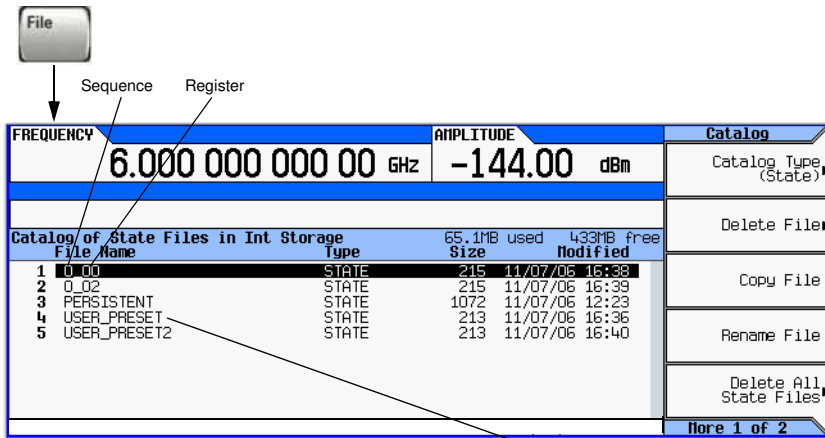 File
Sequence Register
FREQUENCY AMPLITUDE
6.000 000 000 00 GHz -144.00 dBm
Catalog of State Files in Int Storage 65.1MB used 433MB free
File Name Type Size Modified
1 0_00 STATE 215 11/07/06 16:38
2 0_02 STATE 215 11/07/06 16:39
3 PERSISTENT STATE 1072 11/07/06 12:23
4 USER_PRESET STATE 213 11/07/06 16:36
5 USER_PRESET2 STATE 213 11/07/06 16:40
Catalog
Catalog Type
(State)
Delete File
Copy File
Rename File
Delete All
State Files
More 1 of 2